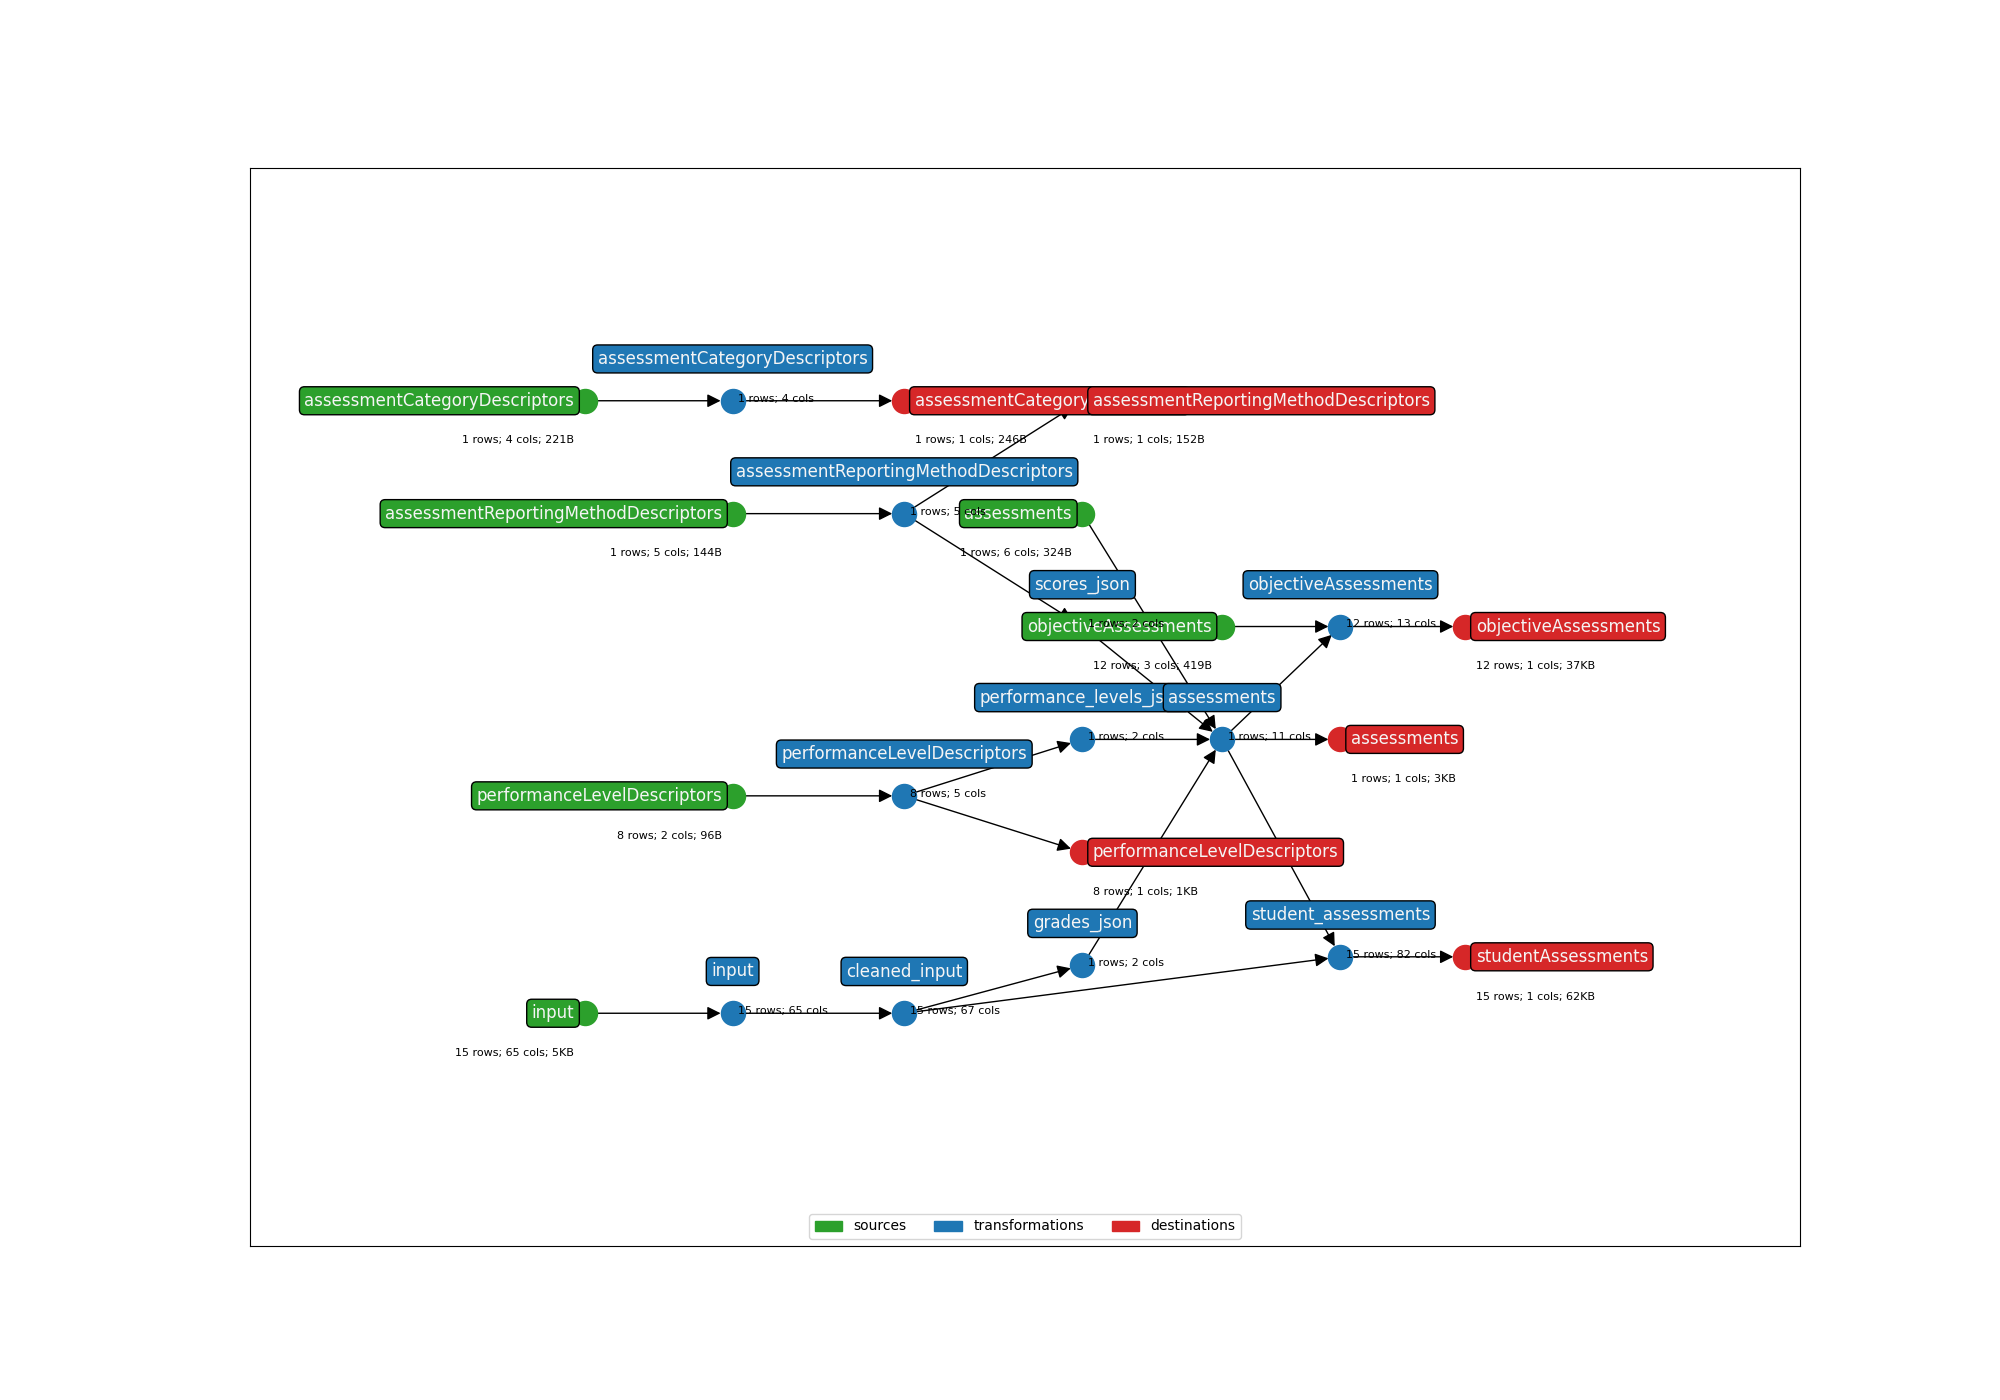 assessmentCategoryDescriptors
assessmentCategoryDescriptors
1 rows; 4 cols
assessmentCategory
assessmentReportingMethodDescriptors
1 rows; 4 cols; 221B
1 rows; 1 cols; 246B
1 rows; 1 cols; 152B
assessmentReportingMethodDescriptors
assessmentReportingMethodDescriptors
1 rows; 5 cols
assessments
1 rows; 5 cols; 144B
1 rows; 6 cols; 324B
scores_json
objectiveAssessments
objectiveAssessments
1 rows; 2 cols
12 rows; 13 cols
objectiveAssessments
12 rows; 3 cols; 419B
12 rows; 1 cols; 37KB
performance_levels_js
assessments
1 rows; 2 cols
1 rows; 11 cols
assessments
performanceLevelDescriptors
1 rows; 1 cols; 3KB
performanceLevelDescriptors
8 rows; 5 cols
8 rows; 2 cols; 96B
performanceLevelDescriptors
8 rows; 1 cols; 1KB
grades_json
student_assessments
1 rows; 2 cols
15 rows; 82 cols
studentAssessments
input
cleaned_input
15 rows; 1 cols; 62KB
input
15 rows; 65 cols
15 rows; 67 cols
15 rows; 65 cols; 5KB
sources
transformations
destinations